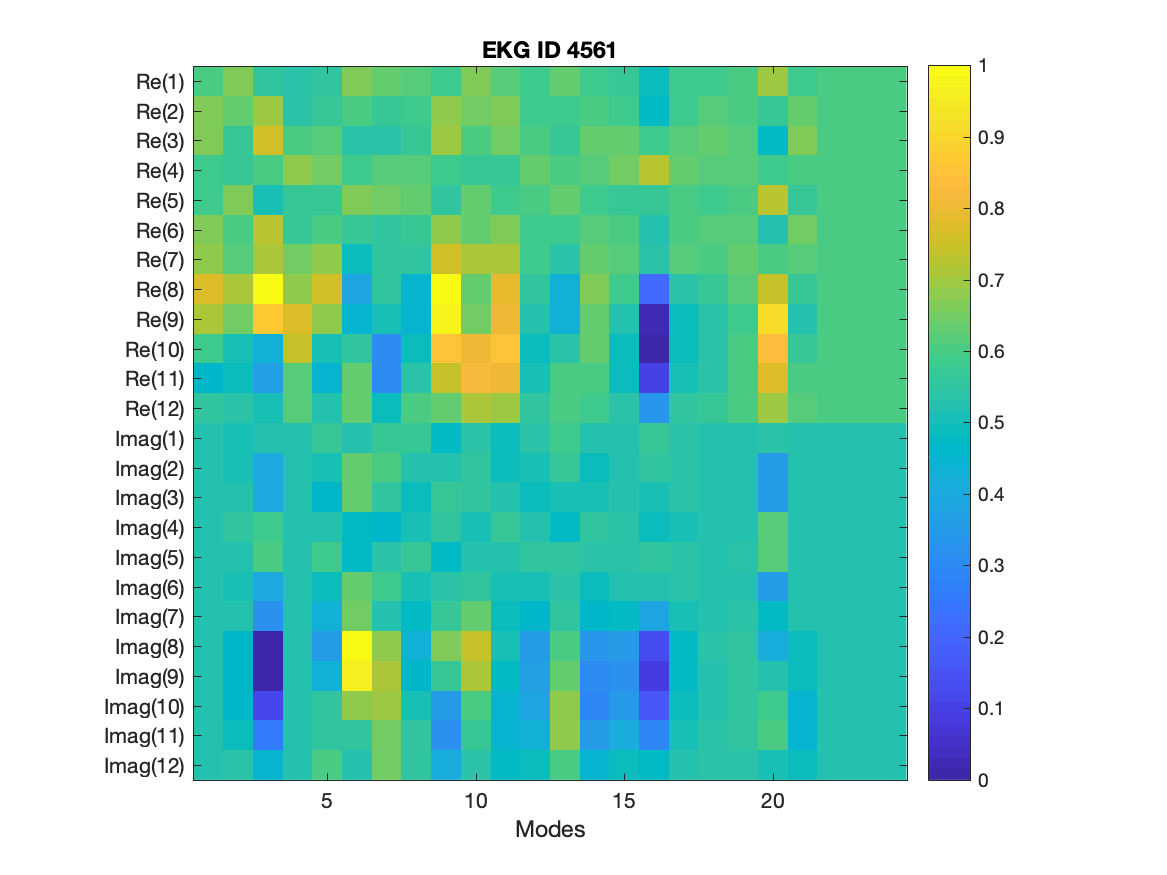 EKG ID 4561
Re(1)
Re(2)
Re(3)
Re(4)
Re(5)
Re(6)
Re(7)
Re(8)
Re(9)
Re(10)
Re(11)
Re(12)
Imag(1)
Imag(2)
Imag(3)
Imag(4)
Imag(5)
Imag(6)
Imag(7)
Imag(8)
Imag(9)
Imag(10)
Imag(11)
Imag(12)
5 10 15 20
Modes
1
0.9
0.8
0.7
0.6
0.5
0.4
0.3
0.2
0.1
0